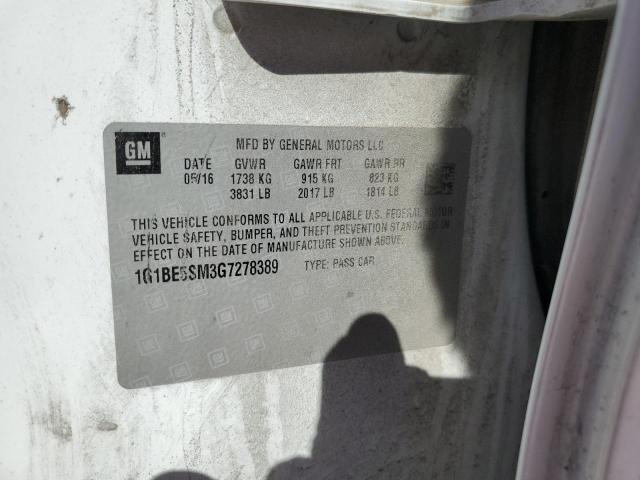 GM
MFD BY GENERAL MOTORS LLC
DATE GVWR GAWR FRT GAWR RR
05/16 1738 KG 915 KG 823 KG
3831 LB 2017 LB 1814 LB
THIS VEHICLE CONFORMS TO ALL APPLICABLE U.S. FEDERAL MOTOR
VEHICLE SAFETY, BUMPER, AND THEFT PREVENTION STANDARDS IN
EFFECT ON THE DATE OF MANUFACTURE SHOWN ABOVE.
1G1BE5SM3G7278389 TYPE: PASS CAR